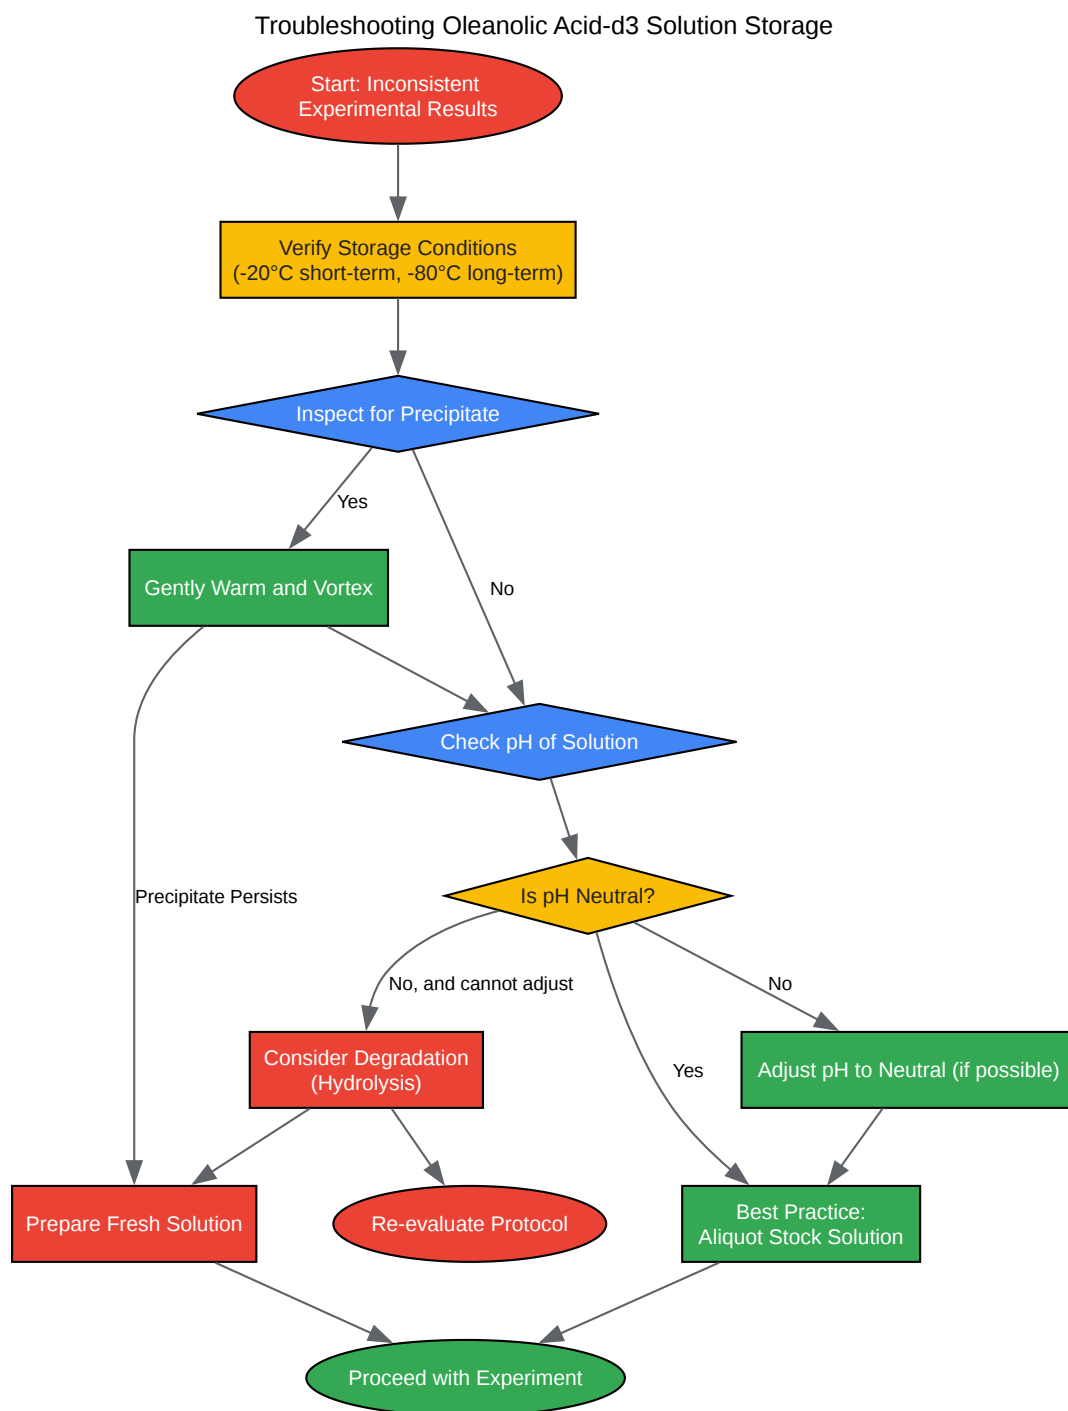 Troubleshooting Oleanolic Acid-d3 Solution Storage
Start: Inconsistent
Experimental Results
Verify Storage Conditions
(-20°C short-term, -80°C long-term)
Inspect for Precipitate
Yes
Gently Warm and Vortex
No
Check pH of Solution
Is pH Neutral?
Precipitate Persists
No, and cannot adjust
No
Consider Degradation
(Hydrolysis)
Yes
Adjust pH to Neutral (if possible)
Prepare Fresh Solution
Re-evaluate Protocol
Best Practice:
Aliquot Stock Solution
Proceed with Experiment